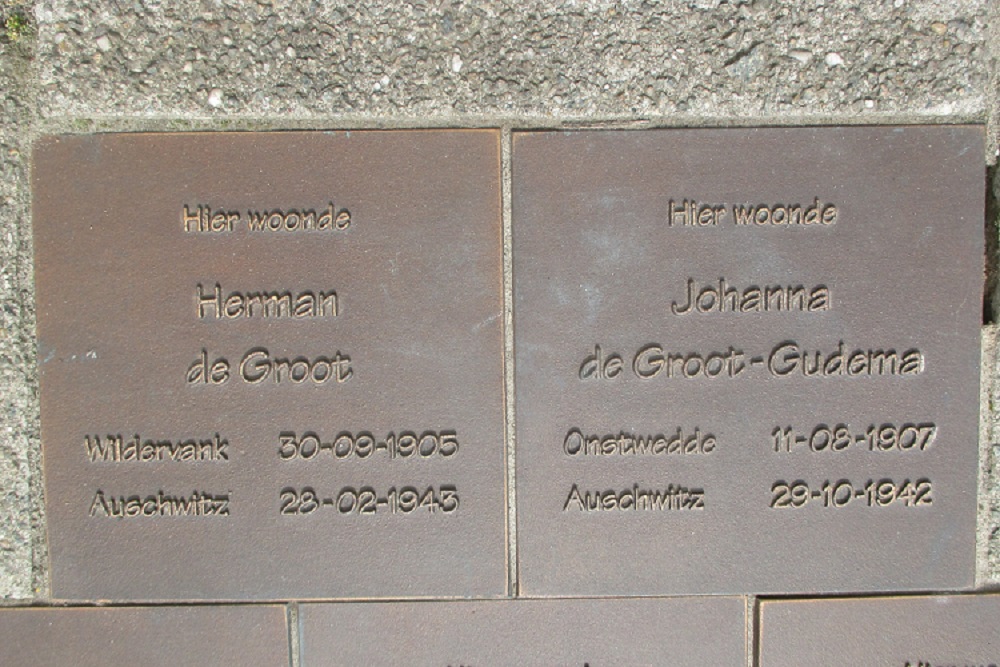 Hier woonde
Herman
de Groot
Wildervank 30-09-1905
Auschwitz 28-02-1943
Hier woonde
Johanna
de Groot-Gudema
Onstwedde 11-08-1907
Auschwitz 29-10-1942